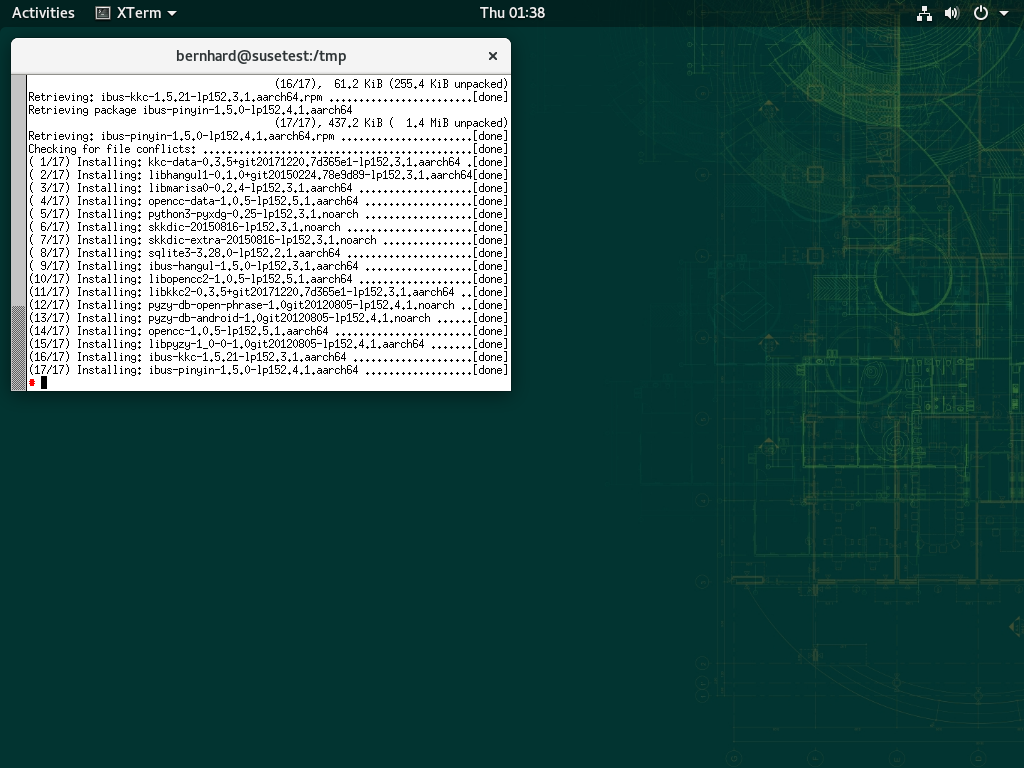 Activities XTerm Thu 01:38
bernhard@susetest:/tmp
(16/17),  61.2 KiB (255.4 KiB unpacked)
Retrieving: ibus-kkc-1.5.21-lp152.3.1.aarch64.rpm ........................[done]
Retrieving package ibus-pinyin-1.5.0-lp152.4.1.aarch64
(17/17), 437.2 KiB (  1.4 MiB unpacked)
Retrieving: ibus-pinyin-1.5.0-lp152.4.1.aarch64.rpm ......................[done]
Checking for file conflicts: .............................................[done]
( 1/17) Installing: kkc-data-0.3.5+git20171220.7d365e1-lp152.3.1.aarch64 .[done]
( 2/17) Installing: libhangul1-0.1.0+git20150224.78e9d89-lp152.3.1.aarch64[done]
( 3/17) Installing: libmarisa0-0.2.4-lp152.3.1.aarch64 ...................[done]
( 4/17) Installing: opencc-data-1.0.5-lp152.5.1.aarch64 ..................[done]
( 5/17) Installing: python3-pyxdg-0.25-lp152.3.1.noarch ..................[done]
( 6/17) Installing: skkdic-20150816-lp152.3.1.noarch .....................[done]
( 7/17) Installing: skkdic-extra-20150816-lp152.3.1.noarch ...............[done]
( 8/17) Installing: sqlite3-3.28.0-lp152.2.1.aarch64 .....................[done]
( 9/17) Installing: ibus-hangul-1.5.0-lp152.3.1.aarch64 ..................[done]
(10/17) Installing: libopencc2-1.0.5-lp152.5.1.aarch64 ...................[done]
(11/17) Installing: libkkc2-0.3.5+git20171220.7d365e1-lp152.3.1.aarch64 ..[done]
(12/17) Installing: pyzy-db-open-phrase-1.0git20120805-lp152.4.1.noarch ..[done]
(13/17) Installing: pyzy-db-android-1.0git20120805-lp152.4.1.noarch ......[done]
(14/17) Installing: opencc-1.0.5-lp152.5.1.aarch64 .......................[done]
(15/17) Installing: libpyzy-1_0-0-1.0git20120805-lp152.4.1.aarch64 .......[done]
(16/17) Installing: ibus-kkc-1.5.21-lp152.3.1.aarch64 ....................[done]
(17/17) Installing: ibus-pinyin-1.5.0-lp152.4.1.aarch64 ..................[done]
#